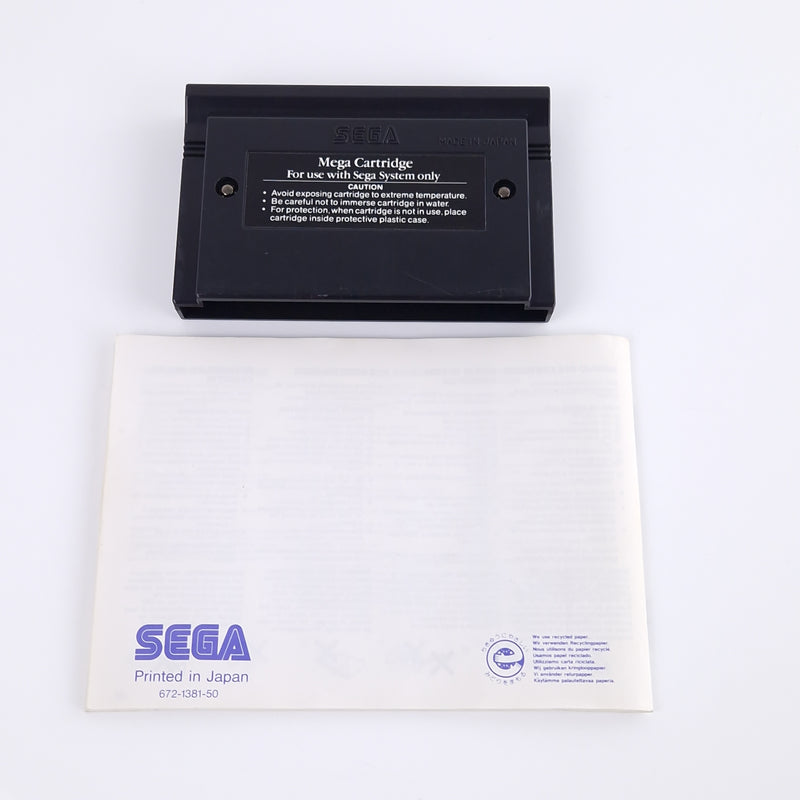 SEGA
MADE IN JAPAN
Mega Cartridge
For use with Sega System only
CAUTION
• Avoid exposing cartridge to extreme temperature.
• Be careful not to immerse cartridge in water.
• For protection, when cartridge is not in use, place
cartridge inside protective plastic case.
SEGA
Printed in Japan
672-1381-50
We use recycled paper.
Wir verwenden Recyclingpapier.
Nous utilisons du papier recyclé.
Usamos papel reciclado.
Utilizziamo carta riciclata.
Wij gebruiken kringlooppapier
Vi använder returpapper.
Käytämme palautettavaa paperia.